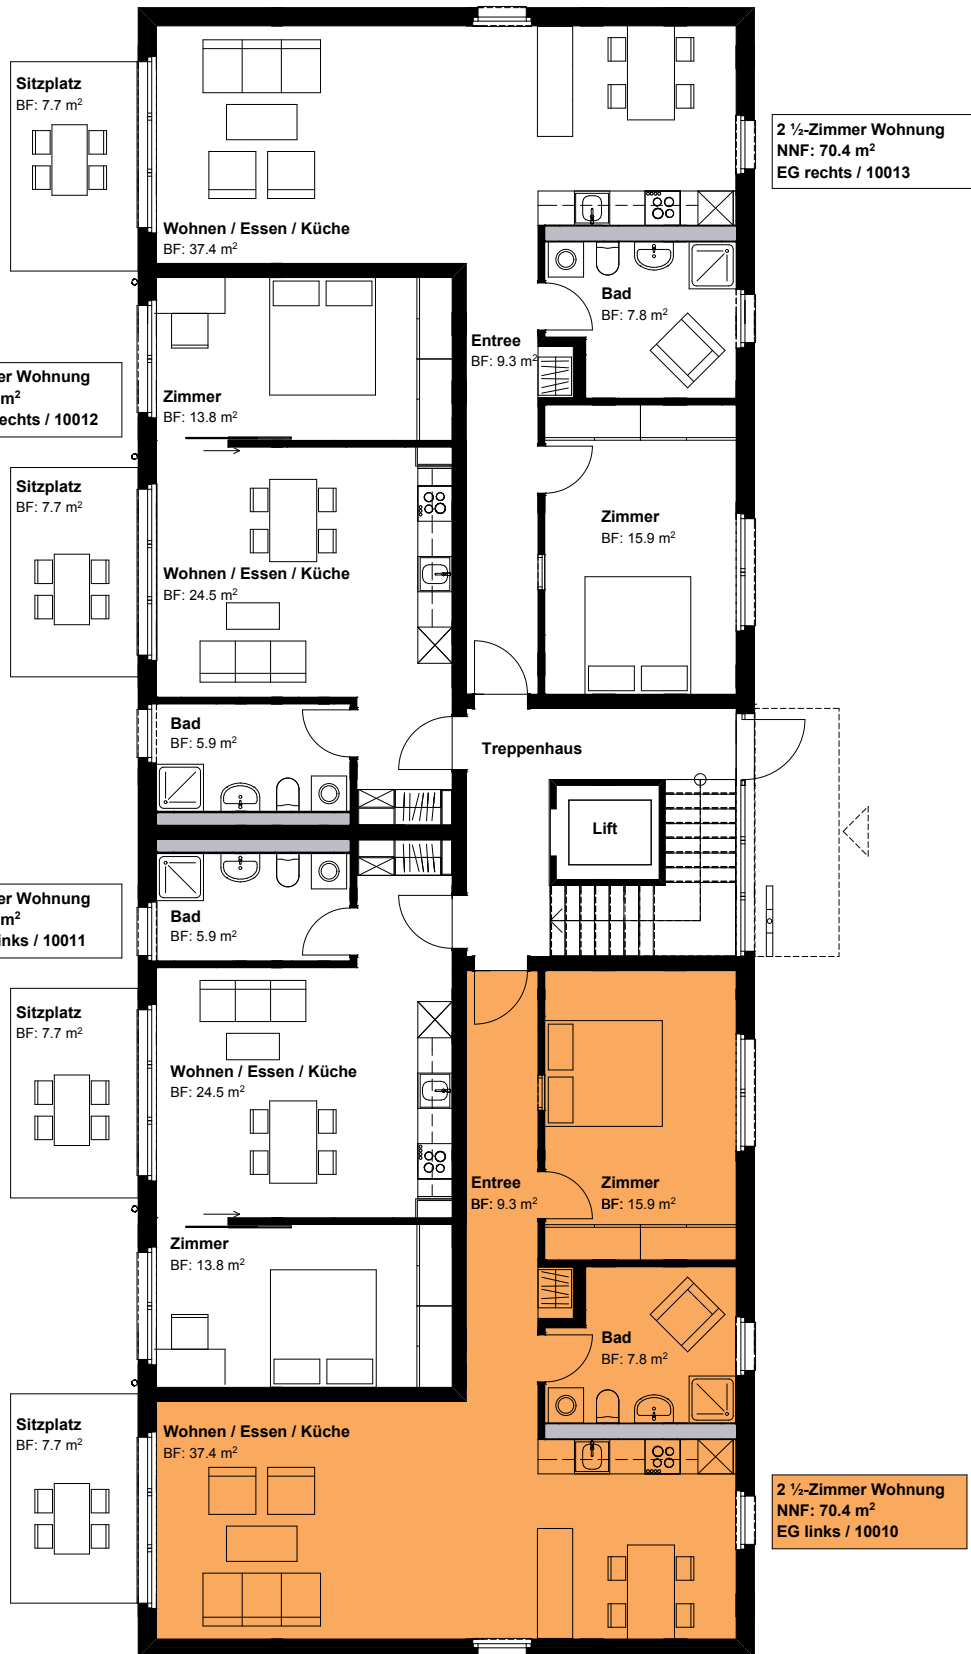 Sitzplatz
BF: 7.7 m²
Wohnen / Essen / Küche
BF: 37.4 m²
2 ½-Zimmer Wohnung
NNF: 70.4 m²
EG rechts / 10013
Bad
BF: 7.8 m²
Entree
BF: 9.3 m²
Zimmer
BF: 13.8 m²
Wohnung
m²
/ 10012
Sitzplatz
BF: 7.7 m²
Zimmer
BF: 15.9 m²
Wohnen / Essen / Küche
BF: 24.5 m²
Bad
BF: 5.9 m²
Treppenhaus
Lift
Wohnung
m²
/ 10011
Bad
BF: 5.9 m²
Sitzplatz
BF: 7.7 m²
Wohnen / Essen / Küche
BF: 24.5 m²
Entree
BF: 9.3 m²
Zimmer
BF: 15.9 m²
Zimmer
BF: 13.8 m²
Bad
BF: 7.8 m²
Sitzplatz
BF: 7.7 m²
Wohnen / Essen / Küche
BF: 37.4 m²
2 ½-Zimmer Wohnung
NNF: 70.4 m²
EG links / 10010